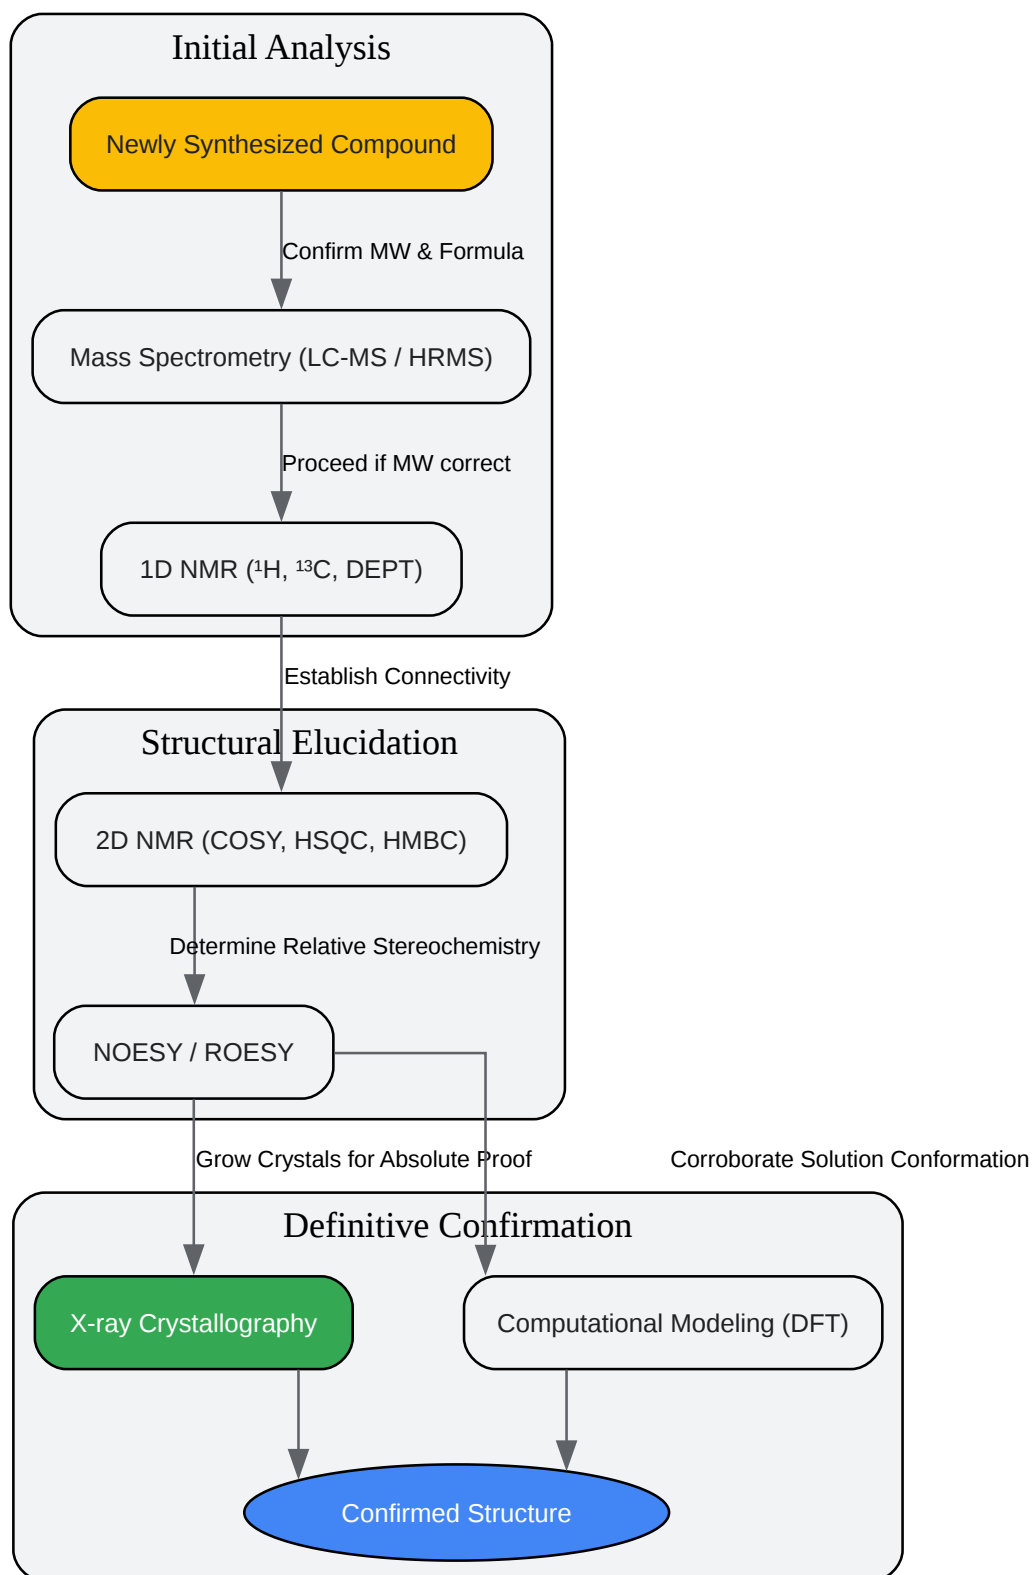 Initial Analysis
Newly Synthesized Compound
Confirm MW & Formula
Mass Spectrometry (LC-MS / HRMS)
Proceed if MW correct
1D NMR (¹H, ¹³C, DEPT)
Establish Connectivity
Structural Elucidation
2D NMR (COSY, HSQC, HMBC)
Determine Relative Stereochemistry
NOESY / ROESY
Grow Crystals for Absolute Proof
Corroborate Solution Conformation
Definitive Confirmation
X-ray Crystallography
Computational Modeling (DFT)
Confirmed Structure